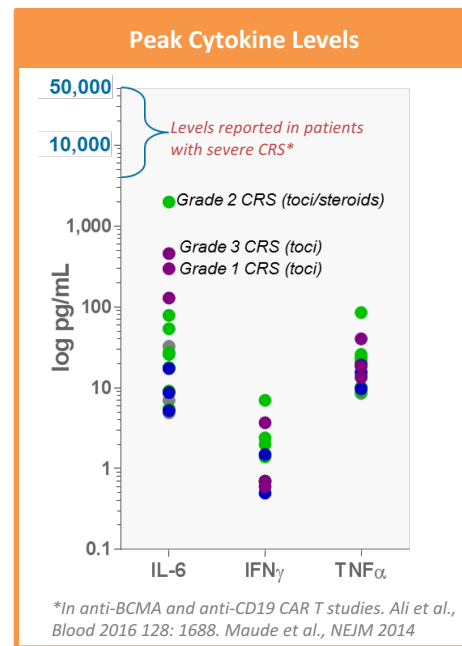 Peak Cytokine Levels
50,000
10,000
Levels reported in patients
with severe CRS*
Grade 2 CRS (toci/steroids)
1,000
Grade 3 CRS (toci)
Grade 1 CRS (toci)
100
log pg/mL
10
1
0.1
IL-6 IFNγ TNFα
*In anti-BCMA and anti-CD19 CAR T studies. Ali et al.,
Blood 2016 128: 1688. Maude et al., NEJM 2014